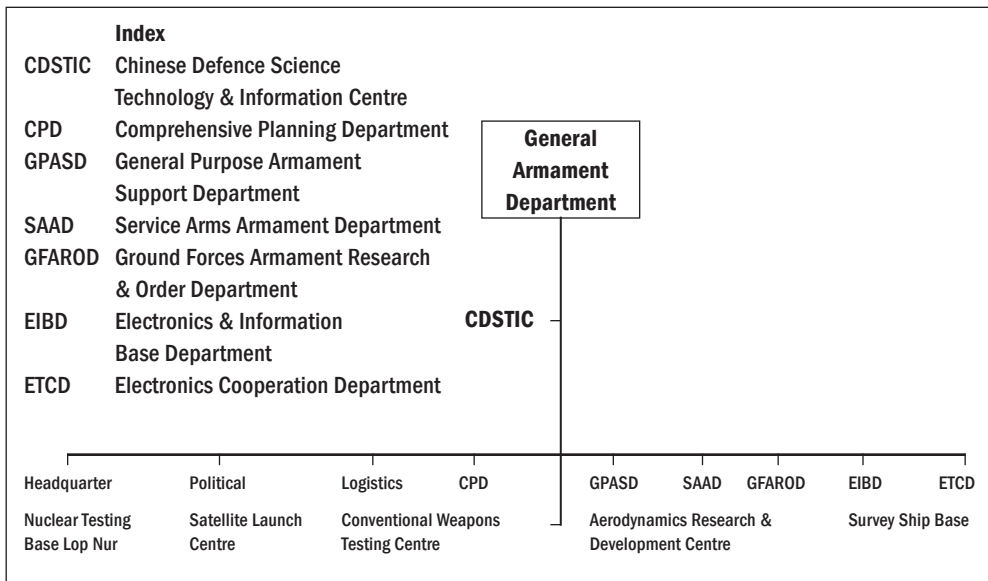 Index
CDSTIC Chinese Defence Science
Technology & Information Centre
CPD Comprehensive Planning Department
GPASD General Purpose Armament
Support Department
SAAD Service Arms Armament Department
GFAROD Ground Forces Armament Research
& Order Department
EIBD Electronics & Information
Base Department
ETCD Electronics Cooperation Department
General
Armament
Department
CDSTIC
Headquarter Political Logistics CPD GPASD SAAD GFAROD EIBD ETCD
Nuclear Testing
Base Lop Nur
Satellite Launch
Centre
Conventional Weapons
Testing Centre
Aerodynamics Research &
Development Centre
Survey Ship Base